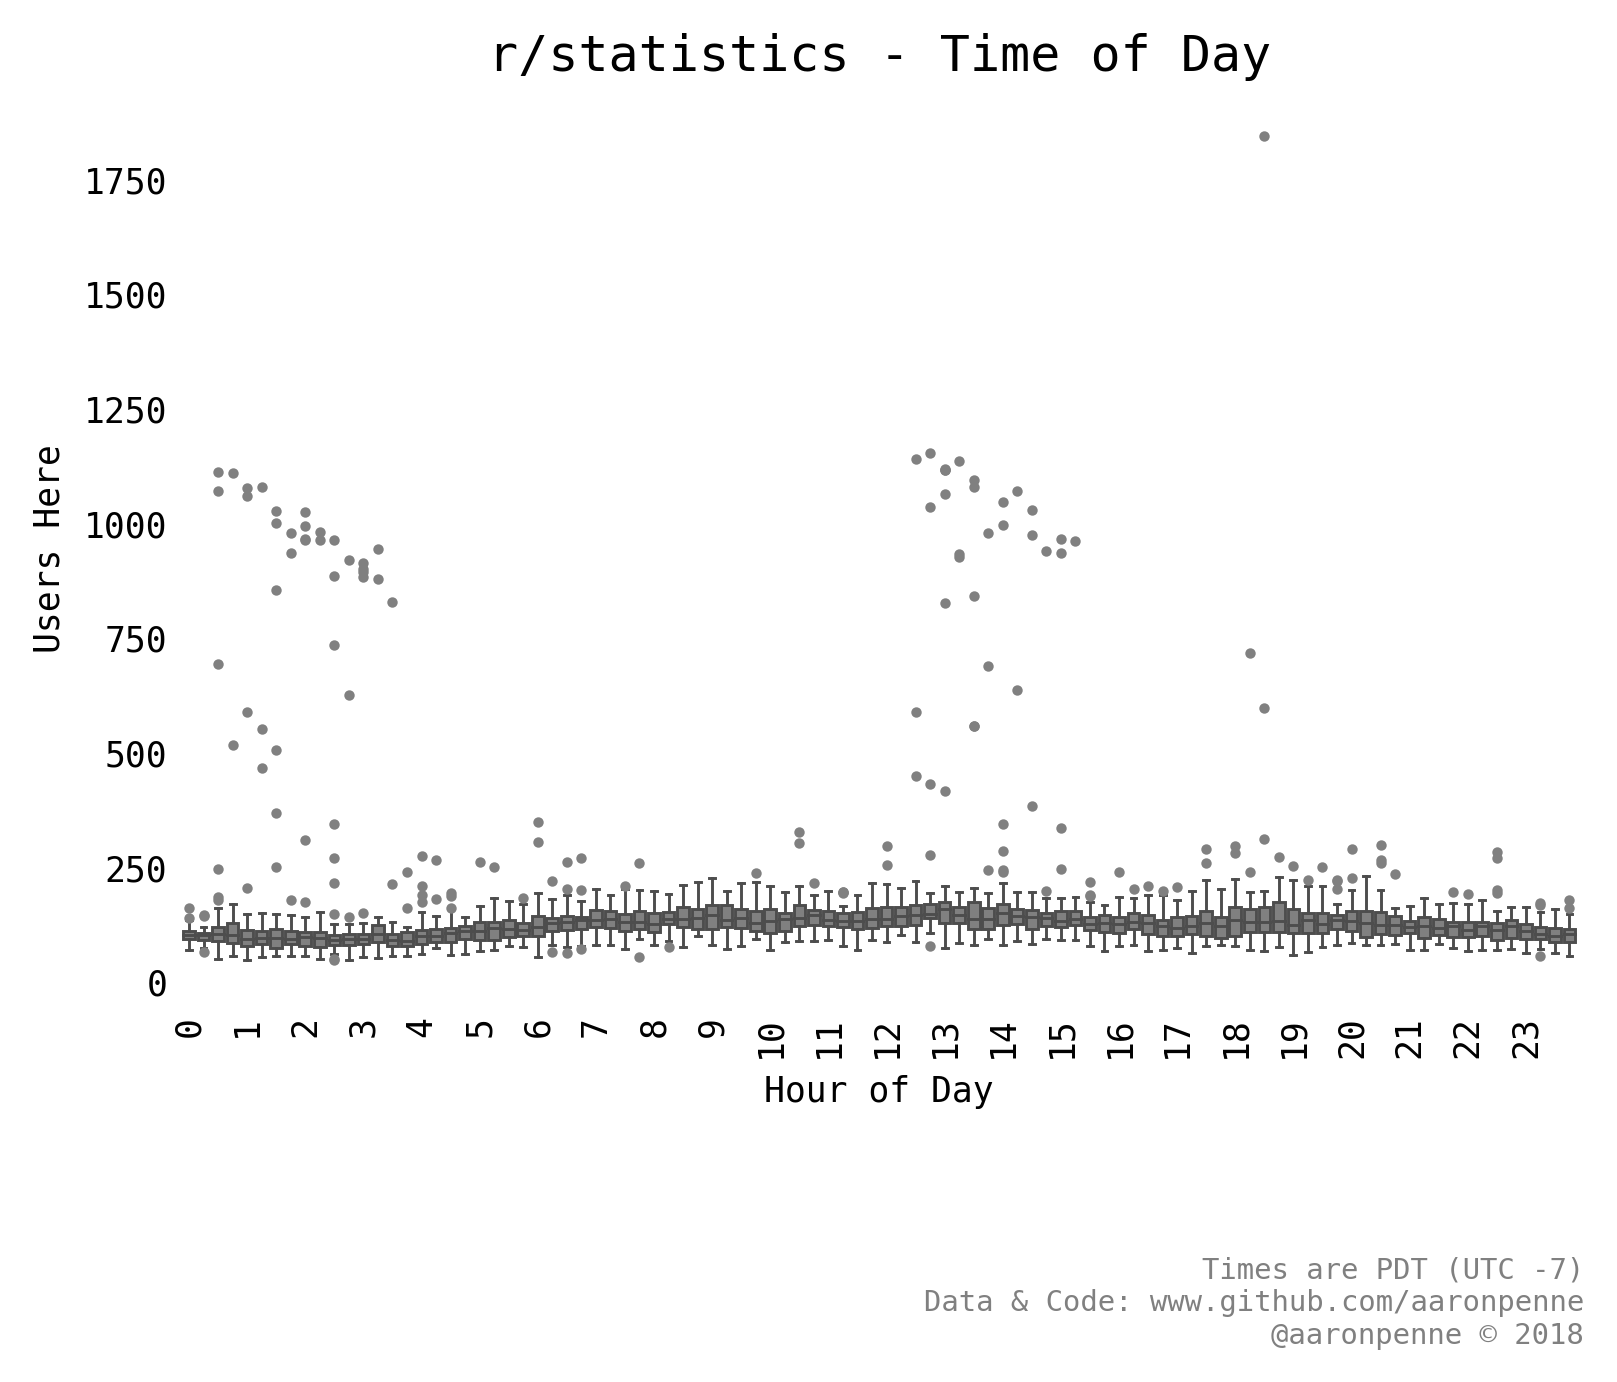 r/statistics - Time of Day
1750
1500
1250
1000
750
500
250
0
Users Here
0 1 2 3 4 5 6 7 8 9 10 11 12 13 14 15 16 17 18 19 20 21 22 23
Hour of Day
Times are PDT (UTC -7)
Data & Code: www.github.com/aaronpenne
@aaronpenne © 2018